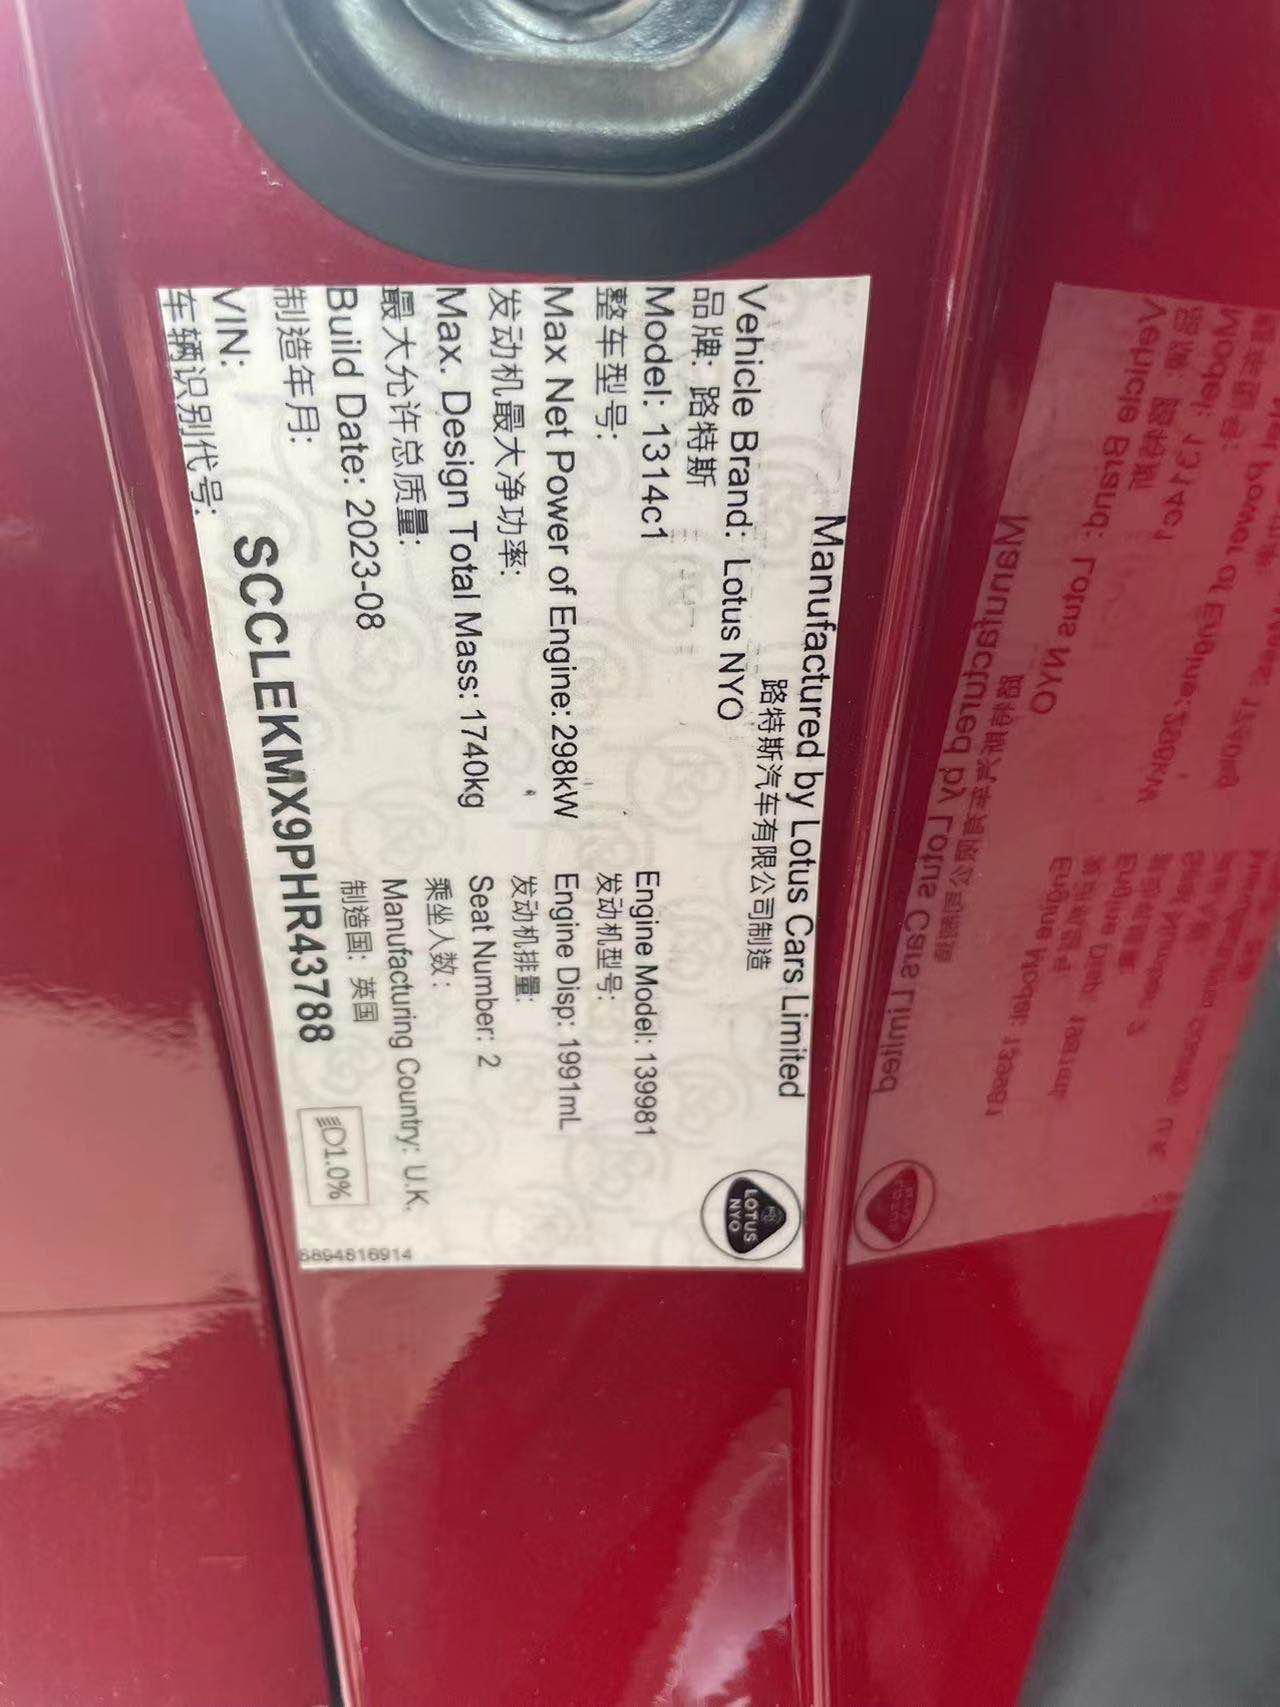 Manufactured by Lotus Cars Limited
路特斯汽车有限公司制造
Vehicle Brand: Lotus NYO
品牌: 路特斯
Model: 1314c1
整车型号:
Engine Model: 139981
发动机型号:
Max Net Power of Engine: 298kW
发动机最大净功率:
Engine Disp: 1991mL
发动机排量:
Max. Design Total Mass: 1740kg
最大允许总质量:
Seat Number: 2
乘坐人数:
Build Date: 2023-08
制造年月:
Manufacturing Country: U.K.
制造国: 英国
VIN:
车辆识别代号:
SCCLEKMX9PHR43788
D1.0%
6894616914
LOTUS
NYO